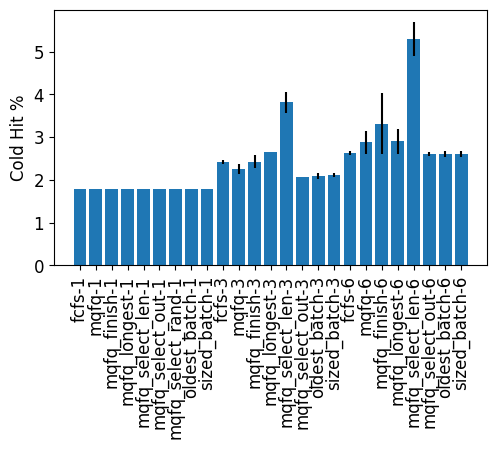 Cold Hit %
5
4
3
2
1
0
fcfs-1
mqfq-1
mqfq_finish-1
mqfq_longest-1
mqfq_select_len-1
mqfq_select_out-1
mqfq_select_rand-1
oldest_batch-1
sized_batch-1
fcfs-3
mqfq-3
mqfq_finish-3
mqfq_longest-3
mqfq_select_len-3
mqfq_select_out-3
oldest_batch-3
sized_batch-3
fcfs-6
mqfq-6
mqfq_finish-6
mqfq_longest-6
mqfq_select_len-6
mqfq_select_out-6
oldest_batch-6
sized_batch-6